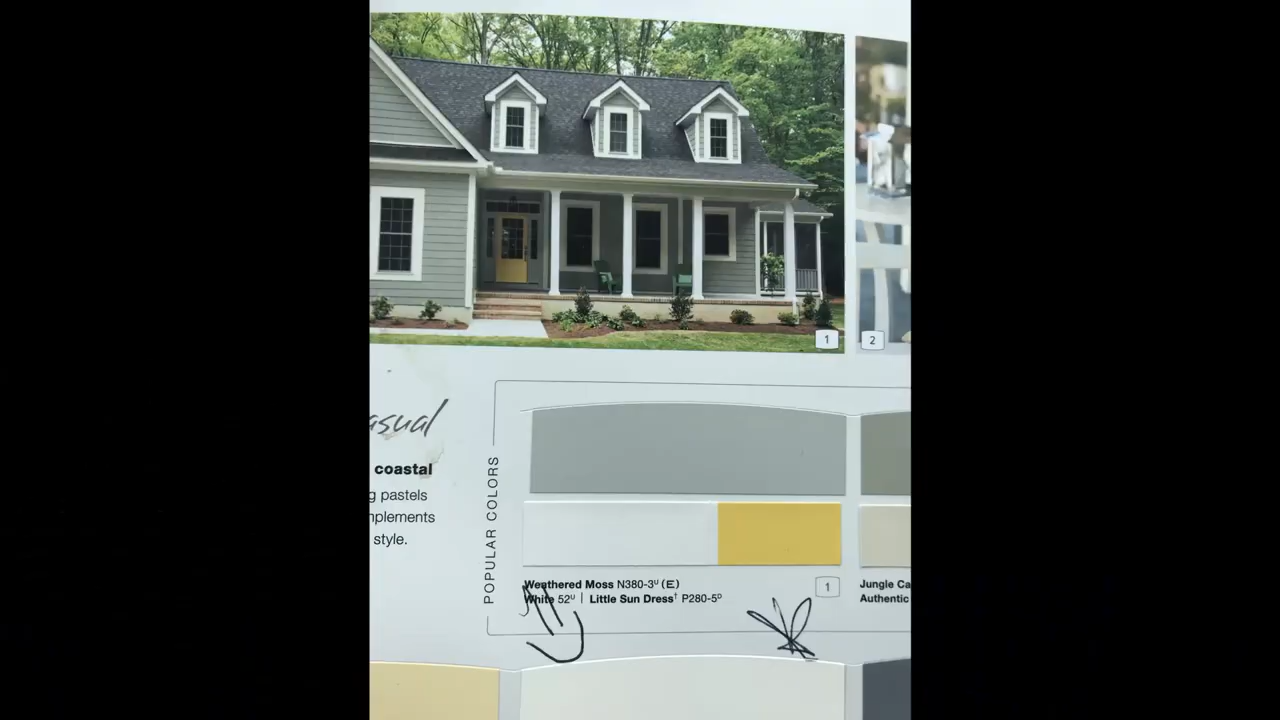 1
2
asual
coastal
g pastels
mplements
style.
POPULAR COLORS
Weathered Moss N380-3ᵁ (E)
White 52ᵁ | Little Sun Dress† P280-5ᴰ
1
Jungle Ca
Authentic